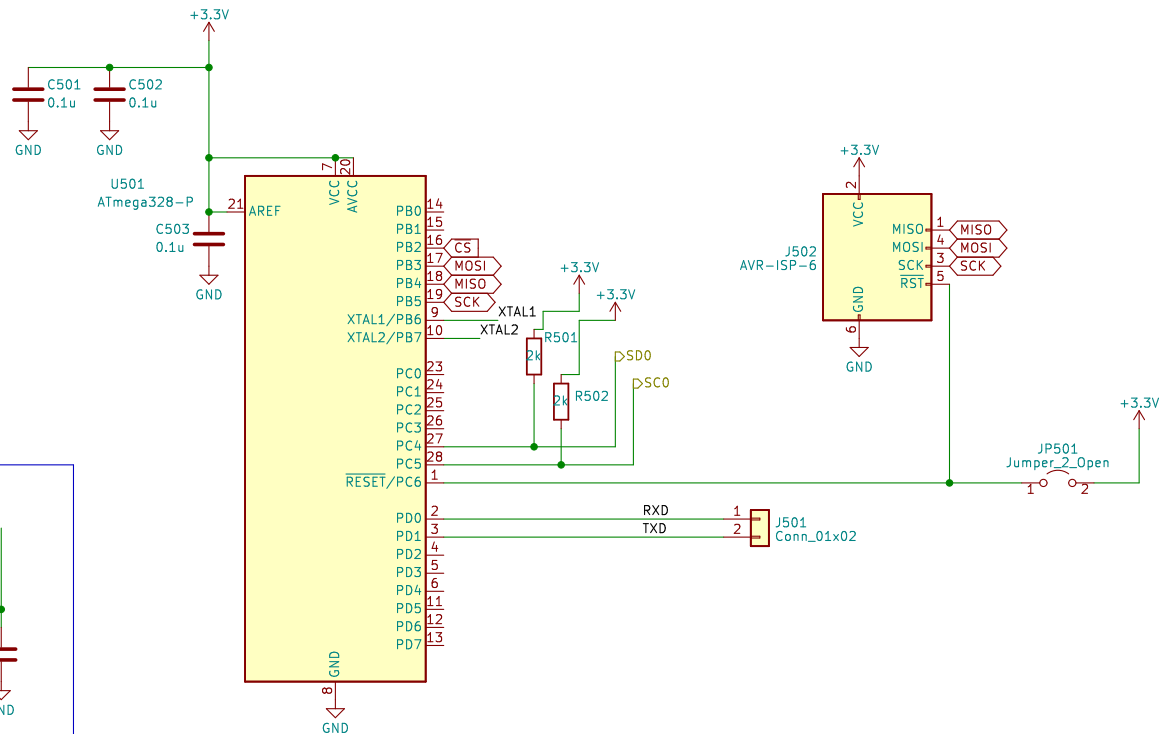 +3.3V
C501
0.1u
C502
0.1u
GND
GND
U501
ATmega328-P
C503
0.1u
GND
21
AREF
7
VCC
20
AVCC
PB0
14
PB1
15
PB2
16
CS
PB3
17
MOSI
PB4
18
MISO
PB5
19
SCK
XTAL1/PB6
9
XTAL1
XTAL2/PB7
10
XTAL2
PC0
23
PC1
24
PC2
25
PC3
26
PC4
27
PC5
28
RESET/PC6
1
PD0
2
PD1
3
PD2
4
PD3
5
PD4
6
PD5
11
PD6
12
PD7
13
GND
8
GND
+3.3V
+3.3V
R501
2k
R502
2k
SD0
SC0
RXD
TXD
1
2
J501
Conn_01x02
+3.3V
2
VCC
J502
AVR-ISP-6
MISO
1
MISO
MOSI
4
MOSI
SCK
3
SCK
RST
5
GND
6
GND
+3.3V
JP501
Jumper_2_Open
1
2
ND